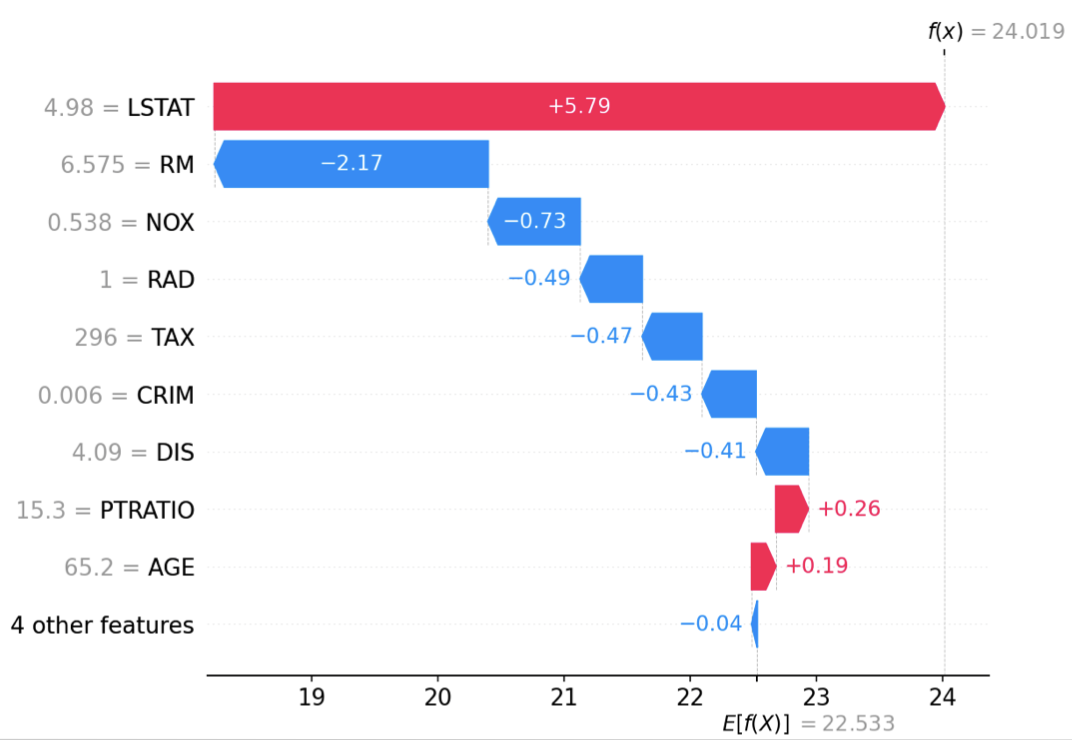 f(x) = 24.019
4.98 = LSTAT +5.79
6.575 = RM −2.17
0.538 = NOX −0.73
1 = RAD −0.49
296 = TAX −0.47
0.006 = CRIM −0.43
4.09 = DIS −0.41
15.3 = PTRATIO +0.26
65.2 = AGE +0.19
4 other features −0.04
19 20 21 22 23 24
E[f(X)] = 22.533